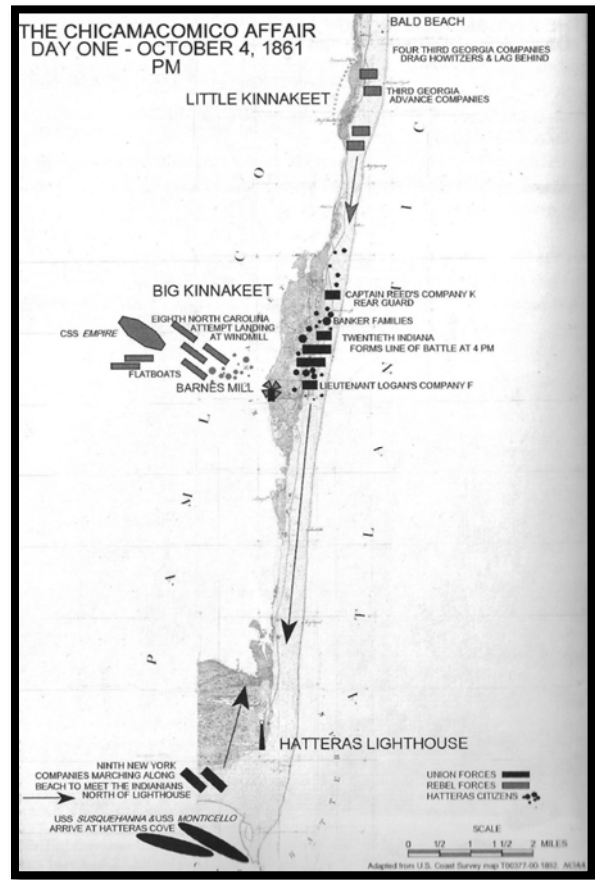 THE CHICAMACOMICO AFFAIR
DAY ONE - OCTOBER 4, 1861
PM
BALD BEACH
FOUR THIRD GEORGIA COMPANIES
DRAG HOWITZERS & LAG BEHIND
LITTLE KINNAKEET
THIRD GEORGIA
ADVANCE COMPANIES
BIG KINNAKEET
CAPTAIN REED'S COMPANY K
REAR GUARD
EIGHTH NORTH CAROLINA
ATTEMPT LANDING
AT WINDMILL
CSS EMPIRE
BANKER FAMILIES
TWENTIETH INDIANA
FORMS LINE OF BATTLE AT 4 PM
FLATBOATS
BARNES MILL
LIEUTENANT LOGAN'S COMPANY F
P A M L I C O
A T L A N T I C
HATTERAS LIGHTHOUSE
NINTH NEW YORK
COMPANIES MARCHING ALONG
BEACH TO MEET THE INDIANIANS
NORTH OF LIGHTHOUSE
UNION FORCES
REBEL FORCES
HATTERAS CITIZENS
USS SUSQUEHANNA & USS MONTICELLO
ARRIVE AT HATTERAS COVE
SCALE
0 1/2 1 1 1/2 2 MILES
Adapted from U.S. Coast Survey map